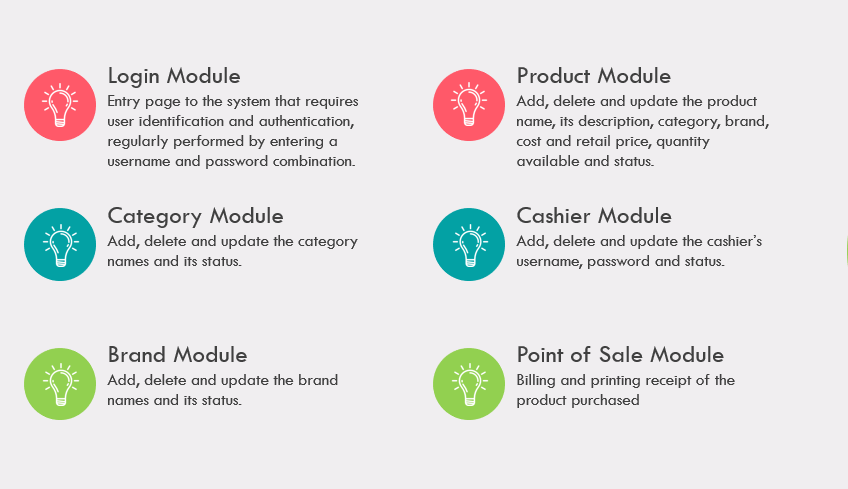 Login Module
Entry page to the system that requires
user identification and authentication,
regularly performed by entering a
username and password combination.
Product Module
Add, delete and update the product
name, its description, category, brand,
cost and retail price, quantity
available and status.
Category Module
Add, delete and update the category
names and its status.
Cashier Module
Add, delete and update the cashier's
username, password and status.
Brand Module
Add, delete and update the brand
names and its status.
Point of Sale Module
Billing and printing receipt of the
product purchased